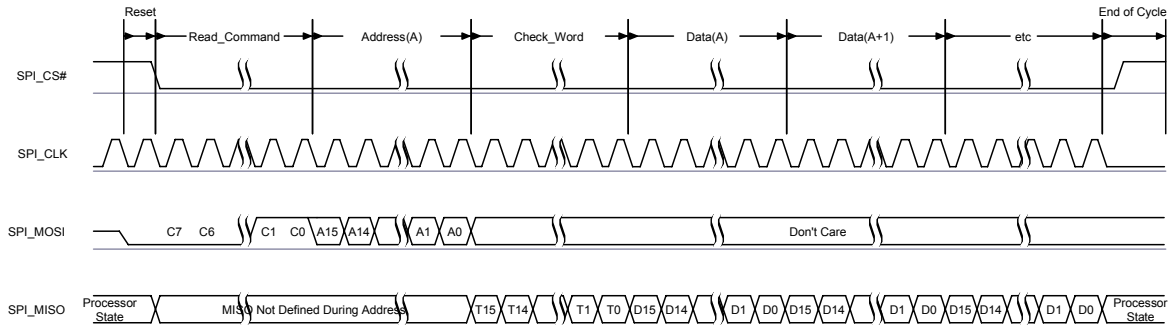 Reset
End of Cycle
Read_Command Address(A) Check_Word Data(A) Data(A+1) etc
SPI_CS#
SPI_CLK
SPI_MOSI C7 C6 C1 C0 A15 A14 A1 A0 Don't Care
SPI_MISO Processor State MISO Not Defined During Address T15 T14 T1 T0 D15 D14 D1 D0 D15 D14 D1 D0 D15 D14 D1 D0 Processor State